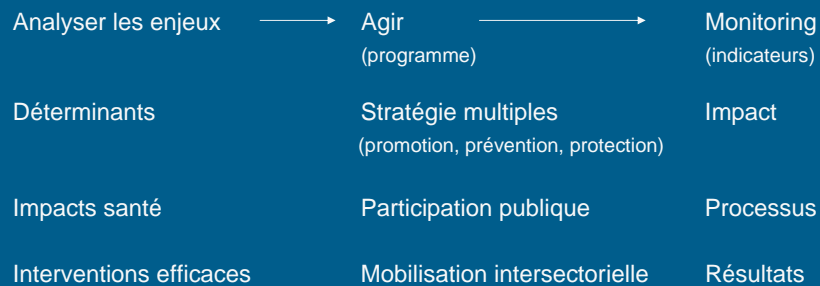 Analyser les enjeux Agir Monitoring
(programme) (indicateurs)
Déterminants Stratégie multiples Impact
(promotion, prévention, protection)
Impacts santé Participation publique Processus
Interventions efficaces Mobilisation intersectorielle Résultats